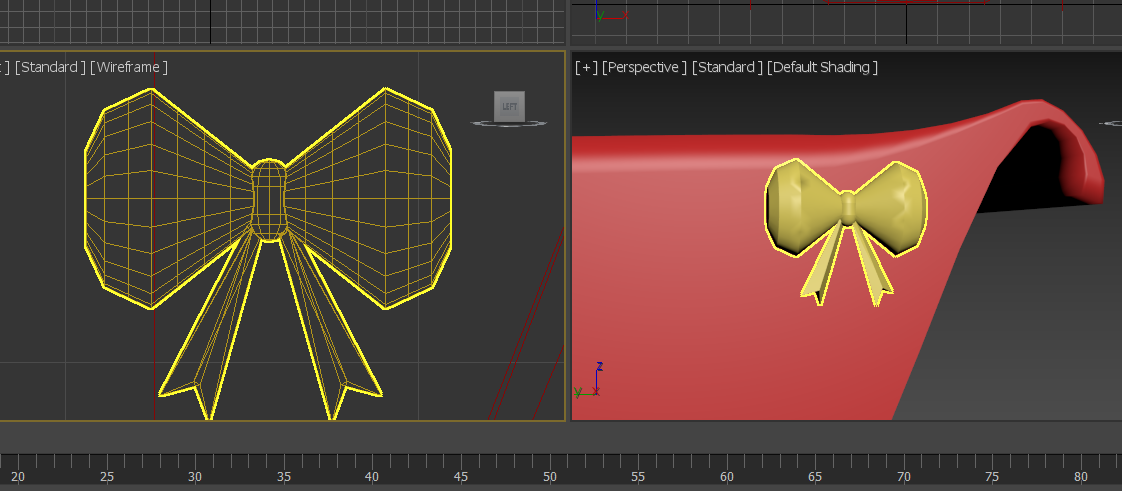 ] [Standard ] [Wireframe ]
[ + ] [Perspective ] [Standard ] [Default Shading ]
LEFT
y
z
y x
20 25 30 35 40 45 50 55 60 65 70 75 80